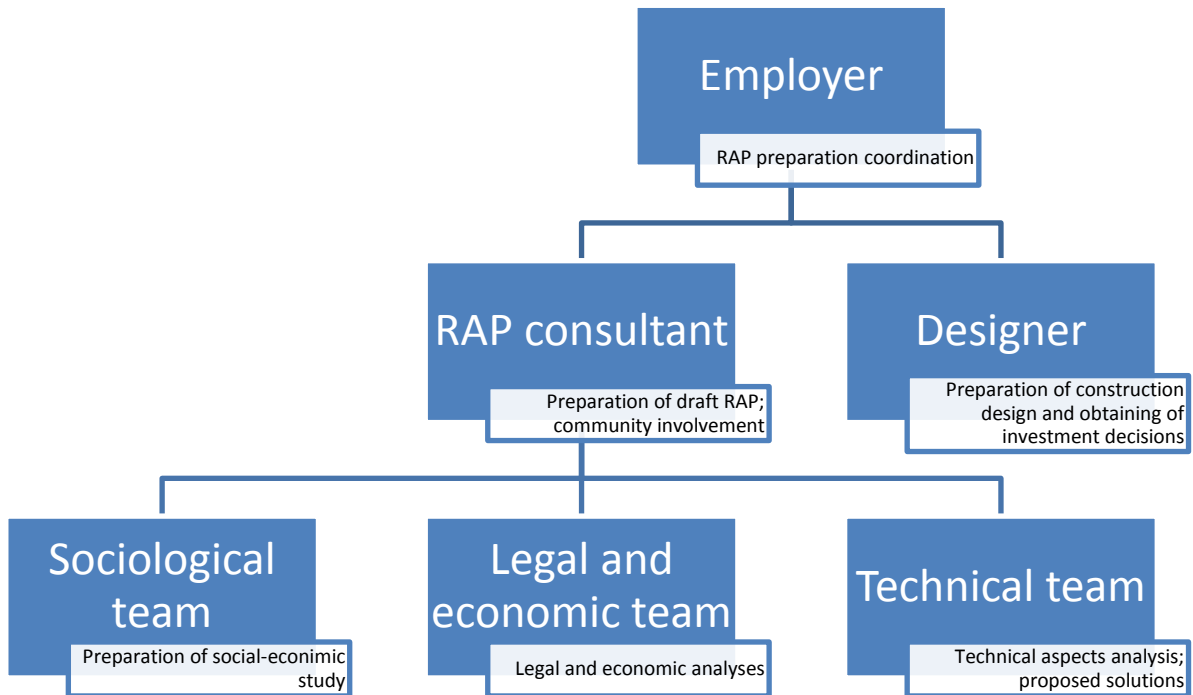 Employer
RAP preparation coordination
RAP consultant
Preparation of draft RAP;
community involvement
Designer
Preparation of construction
design and obtaining of
investment decisions
Sociological
team
Preparation of social-econimic
study
Legal and
economic team
Legal and economic analyses
Technical team
Technical aspects analysis;
proposed solutions